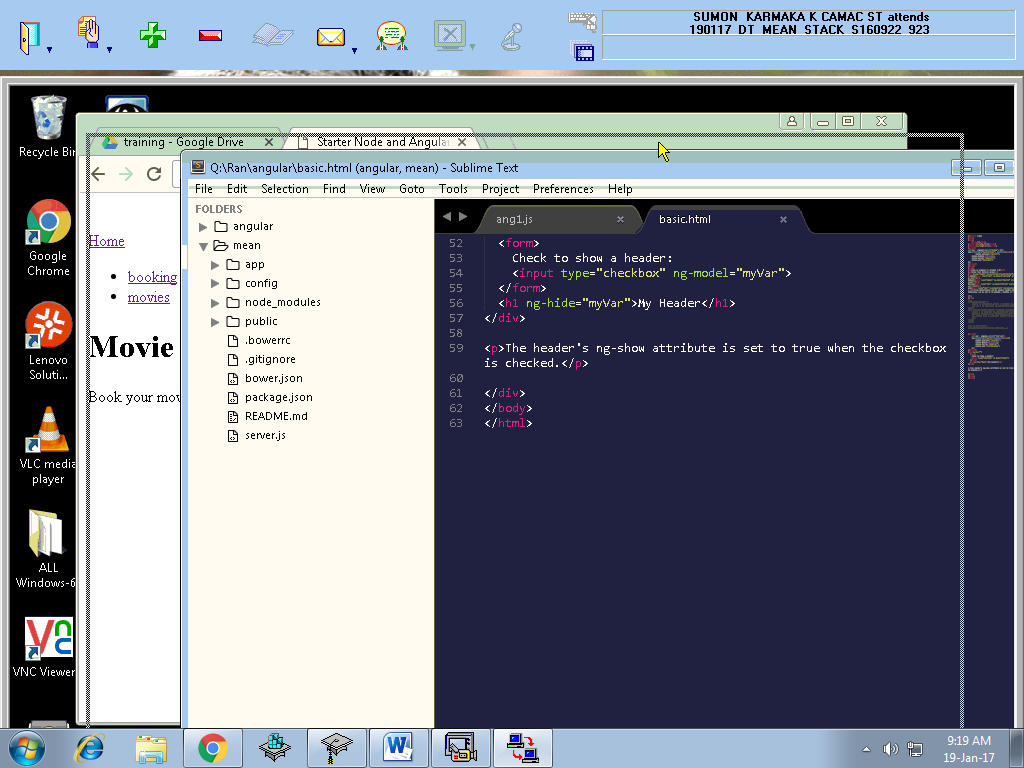 SUMON KARMAKA K CAMAC ST attends
190117 DT MEAN STACK S160922 923
Recycle Bin
training - Google Drive
Starter Node and Angula
Q:\Ran\angular\basic.html (angular, mean) - Sublime Text
File Edit Selection Find View Goto Tools Project Preferences Help
Google
Chrome
Lenovo
Soluti...
VLC media
player
ALL
Windows-6
VNC Viewer
Home
booking
movies
Movie
Book your mov
FOLDERS
angular
mean
app
config
node_modules
public
.bowerrc
.gitignore
bower.json
package.json
README.md
server.js
ang1.js
basic.html
52 <form>
53 Check to show a header:
54 <input type="checkbox" ng-model="myVar">
55 </form>
56 <h1 ng-hide="myVar">My Header</h1>
57 </div>
58
59 <p>The header's ng-show attribute is set to true when the checkbox
is checked.</p>
60
61 </div>
62 </body>
63 </html>
9:19 AM
19-Jan-17